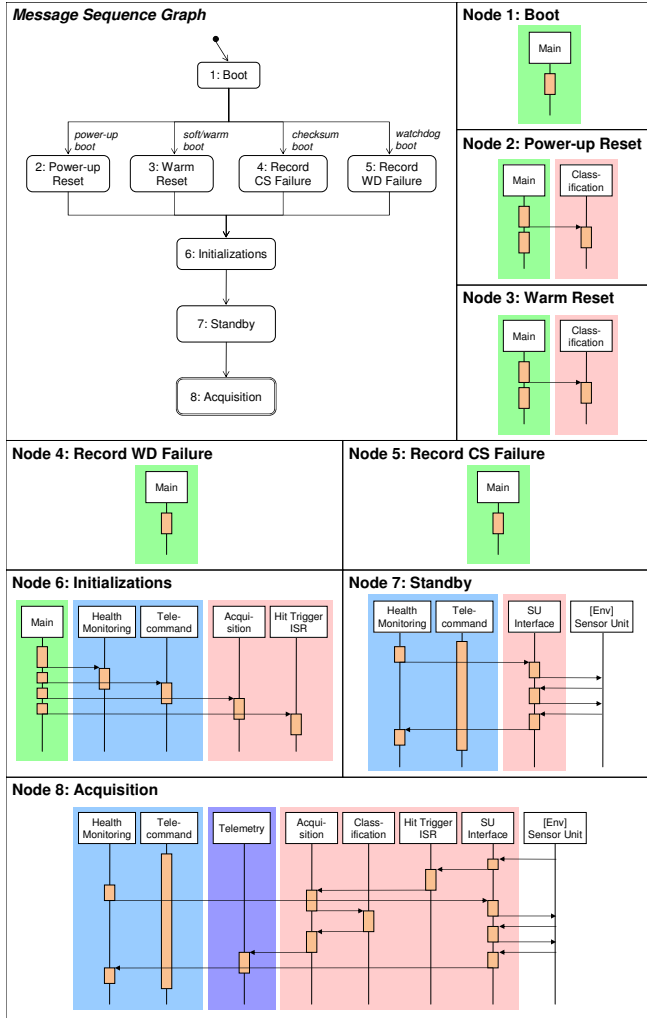 Message Sequence Graph
1: Boot
power-up
boot
soft/warm
boot
checksum
boot
watchdog
boot
2: Power-up
Reset
3: Warm
Reset
4: Record
CS Failure
5: Record
WD Failure
6: Initializations
7: Standby
8: Acquisition
Node 1: Boot
Main
Node 2: Power-up Reset
Main
Class-
ification
Node 3: Warm Reset
Main
Class-
ification
Node 4: Record WD Failure
Main
Node 5: Record CS Failure
Main
Node 6: Initializations
Main
Health
Monitoring
Tele-
command
Acqui-
sition
Hit Trigger
ISR
Node 7: Standby
Health
Monitoring
Tele-
command
SU
Interface
[Env]
Sensor Unit
Node 8: Acquisition
Health
Monitoring
Tele-
command
Telemetry
Acqui-
sition
Class-
ification
Hit Trigger
ISR
SU
Interface
[Env]
Sensor Unit